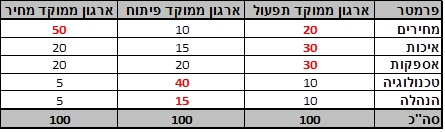 פרמטר ארגון ממוקד תפעול ארגון ממוקד פיתוח ארגון ממוקד מחיר
מחירים 20 10 50
איכות 30 15 20
אספקות 30 20 20
טכנולוגיה 10 40 5
הנהלה 10 15 5
סה"כ 100 100 100